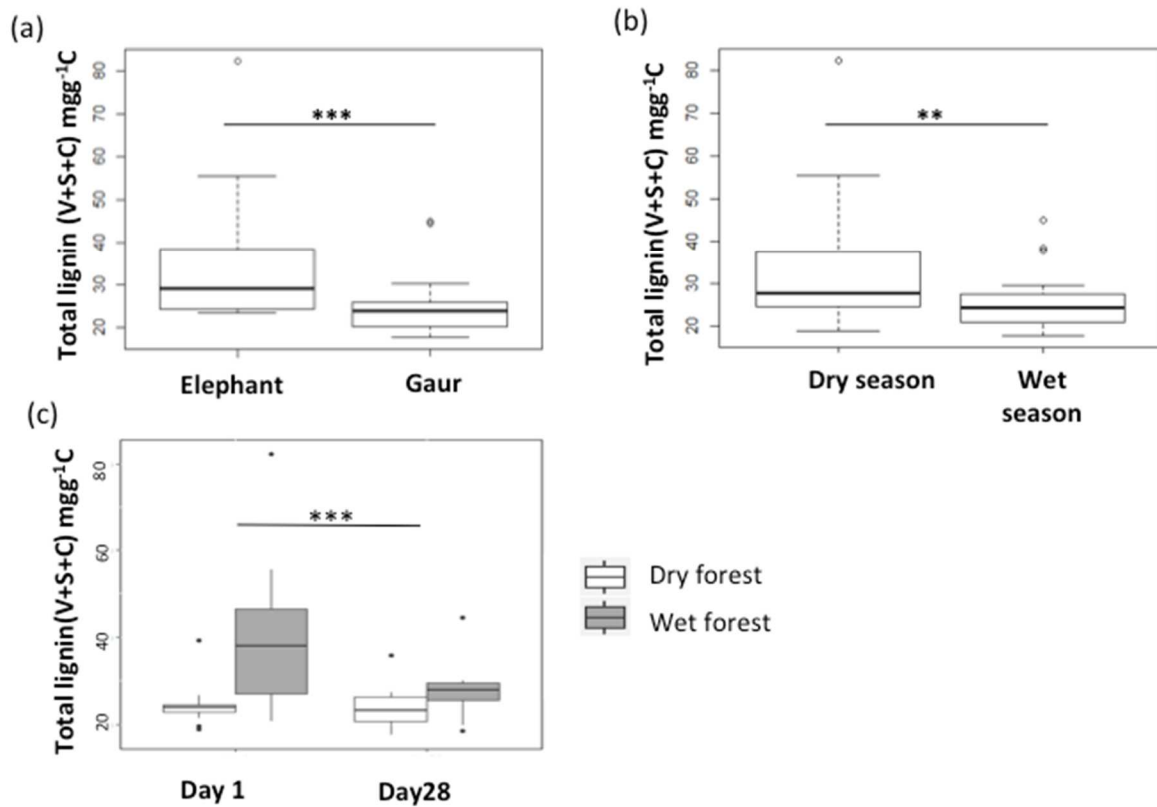 (a)
Total lignin (V+S+C) mgg⁻¹C
80
70
60
50
40
30
20
***
Elephant Gaur
(b)
Total lignin(V+S+C) mgg⁻¹C
80
70
60
50
40
30
20
**
Dry season Wet
season
(c)
Total lignin(V+S+C) mgg⁻¹C
80
60
40
20
***
Day 1 Day28
Dry forest
Wet forest